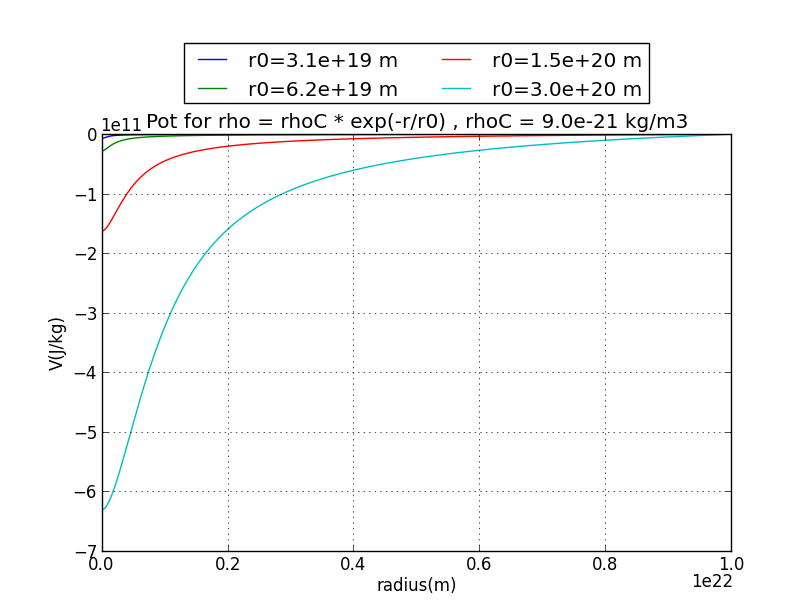 r0=3.1e+19 m r0=1.5e+20 m
r0=6.2e+19 m r0=3.0e+20 m
1e11 Pot for rho = rhoC * exp(-r/r0) , rhoC = 9.0e-21 kg/m3
0
−1
−2
−3
V(J/kg)
−4
−5
−6
−7
0.0 0.2 0.4 0.6 0.8 1.0
radius(m) 1e22